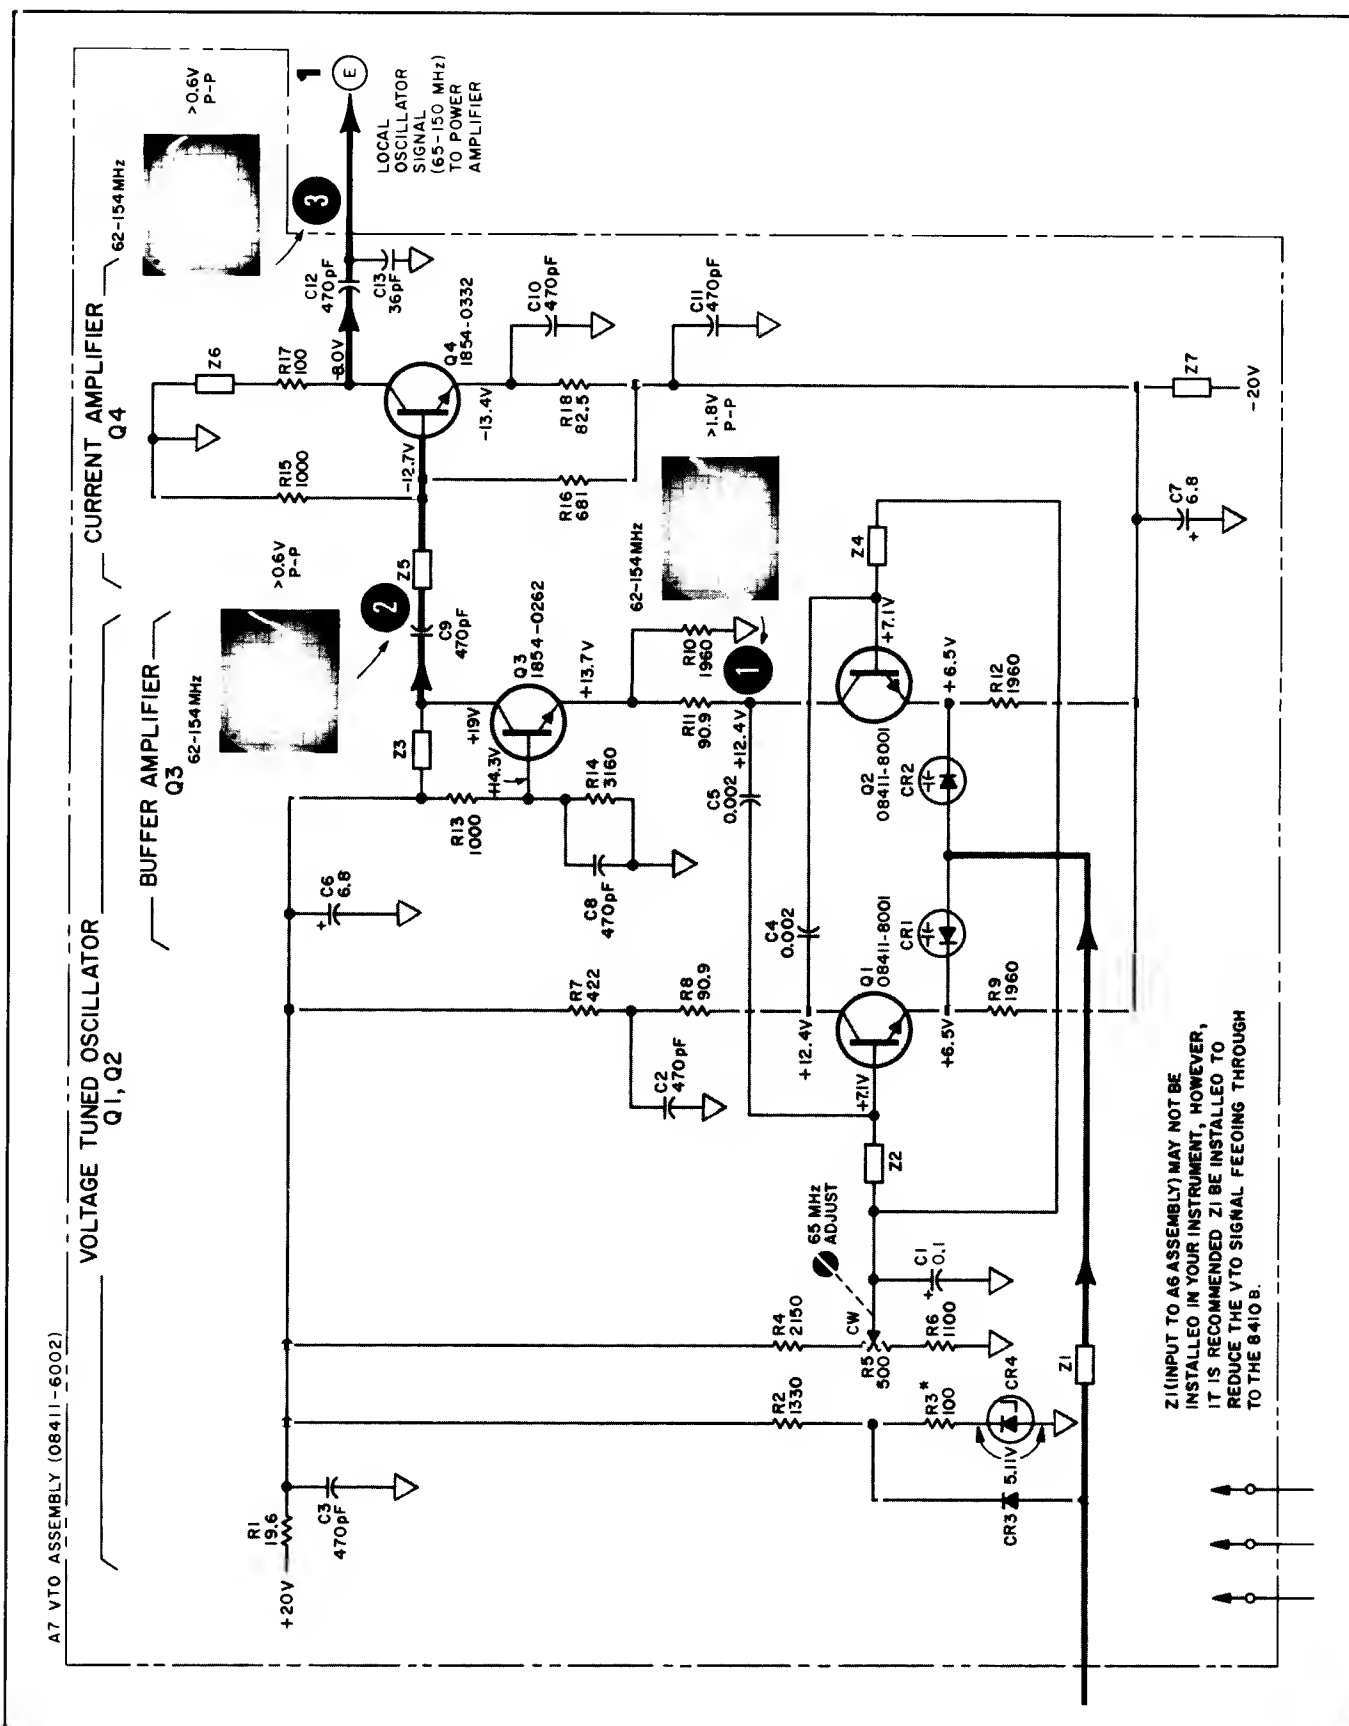 A7 VTO ASSEMBLY (08411-6002)
VOLTAGE TUNED OSCILLATOR
Q1, Q2
BUFFER AMPLIFIER
Q3
CURRENT AMPLIFIER
Q4
62-154MHz
>0.6V
P-P
62-154MHz
>0.6V
P-P
62-154MHz
>1.8V
P-P
1
E
LOCAL
OSCILLATOR
SIGNAL
(65-150 MHz)
TO POWER
AMPLIFIER
3
2
1
+20V
R1
19.6
C3
470pF
C6
6.8
+
R13
1000
Z3
+19V
+14.3V
Q3
1854-0262
+13.7V
C9
470pF
Z5
R15
1000
Z6
R17
100
-8.0V
C12
470pF
C13
36pF
-12.7V
Q4
1854-0332
-13.4V
C10
470pF
R18
82.5
R16
681
C11
470pF
R14
3160
C8
470pF
R10
1960
R11
90.9
+12.4V
C5
0.002
R7
422
R8
90.9
C2
470pF
+12.4V
C4
0.002
Q1
08411-8001
+7.1V
+6.5V
CR1
R9
1960
Q2
08411-8001
+7.1V
+6.5V
CR2
R12
1960
Z4
Z2
65 MHz
ADJUST
CW
R4
2150
R5
500
R6
1100
C1
0.1
+
R2
1330
R3*
100
CR4
5.11V
CR3
Z1
C7
6.8
+
Z7
-20V
Z1 (INPUT TO A6 ASSEMBLY) MAY NOT BE
INSTALLED IN YOUR INSTRUMENT, HOWEVER,
IT IS RECOMMENDED Z1 BE INSTALLED TO
REDUCE THE VTO SIGNAL FEEDING THROUGH
TO THE 8410B.